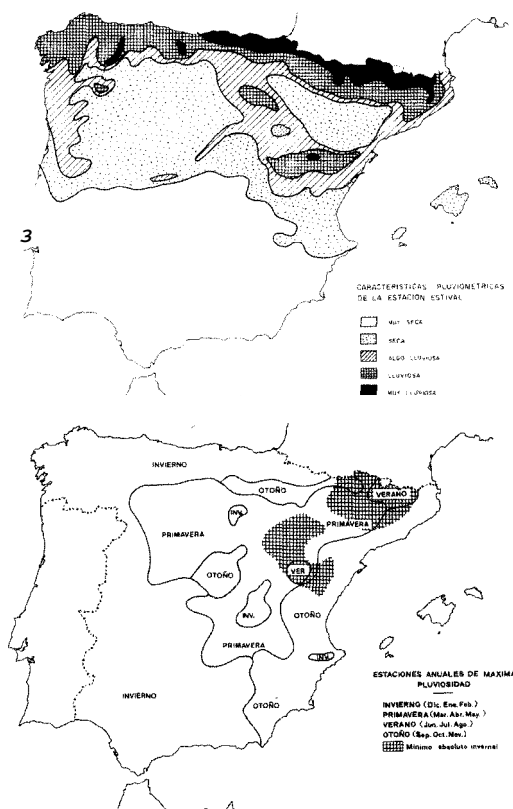 3
CARACTERISTICAS PLUVIOMETRICAS
DE LA ESTACION ESTIVAL
MUY SECA
SECA
ALGO LLUVIOSA
LLUVIOSA
MUY LLUVIOSA
INVIERNO
OTOÑO
VERANO
INV.
PRIMAVERA
PRIMAVERA
OTOÑO
VER
INV.
OTOÑO
PRIMAVERA
INV.
INVIERNO
OTOÑO
ESTACIONES ANUALES DE MAXIMA
PLUVIOSIDAD
INVIERNO (Dic. Ene. Feb.)
PRIMAVERA (Mar. Abr. May.)
VERANO (Jun. Jul. Ago.)
OTOÑO (Sep. Oct. Nov.)
Mínimo absoluto invernal